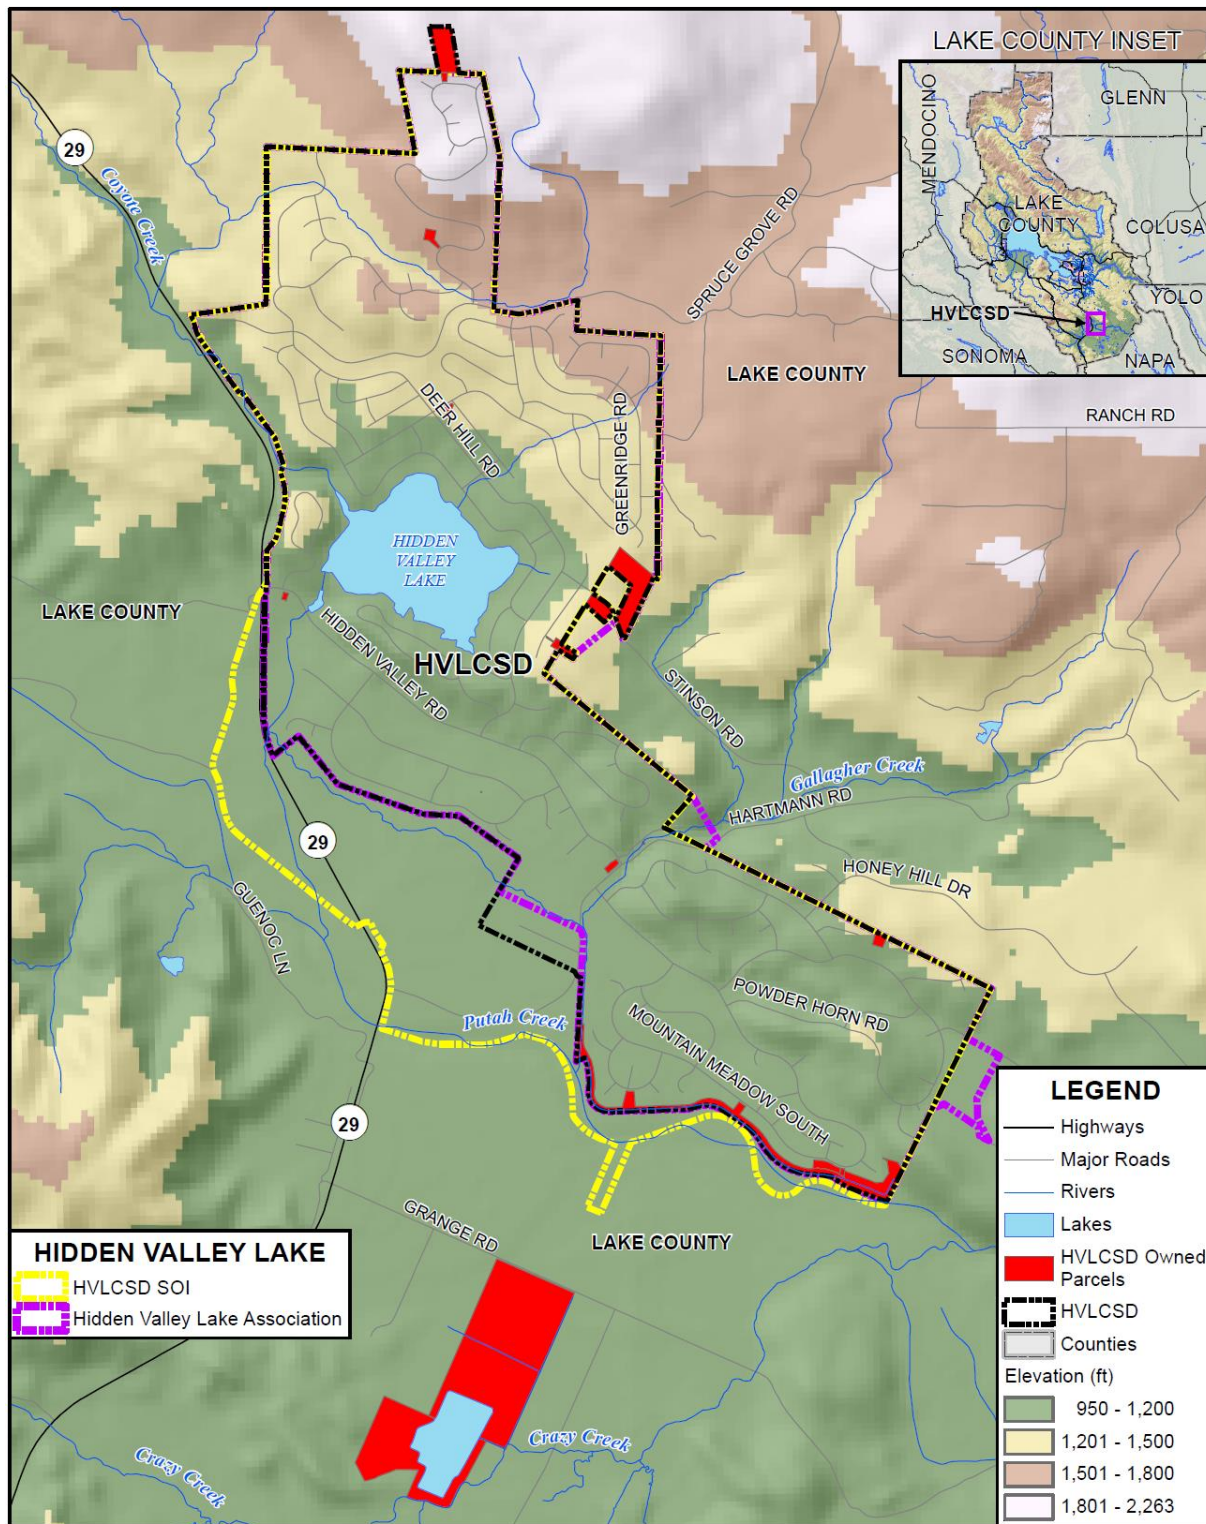 LAKE COUNTY INSET
MENDOCINO
GLENN
LAKE
COUNTY
COLUSA
YOLO
HVLCSD
SONOMA
NAPA
29
Coyote Creek
SPRUCE GROVE RD
LAKE COUNTY
RANCH RD
DEER HILL RD
GREENRIDGE RD
HIDDEN
VALLEY
LAKE
LAKE COUNTY
HIDDEN VALLEY RD
HVLCSD
STINSON RD
Gallagher Creek
HARTMANN RD
29
HONEY HILL DR
GUENOC LN
POWDER HORN RD
Putah Creek
MOUNTAIN MEADOW SOUTH
29
GRANGE RD
LAKE COUNTY
Crazy Creek
Crazy Creek
HIDDEN VALLEY LAKE
HVLCSD SOI
Hidden Valley Lake Association
LEGEND
Highways
Major Roads
Rivers
Lakes
HVLCSD Owned
Parcels
HVLCSD
Counties
Elevation (ft)
950 - 1,200
1,201 - 1,500
1,501 - 1,800
1,801 - 2,263